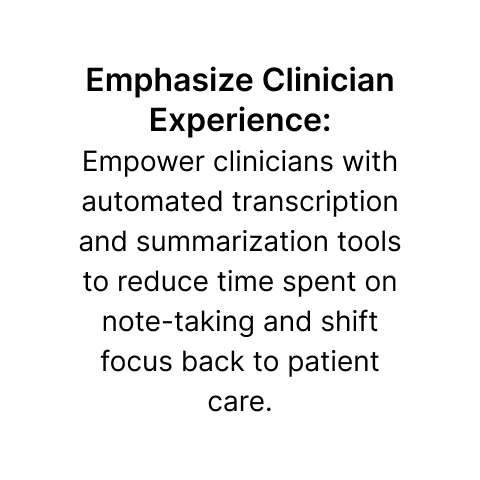 Emphasize Clinician
Experience:
Empower clinicians with
automated transcription
and summarization tools
to reduce time spent on
note-taking and shift
focus back to patient
care.